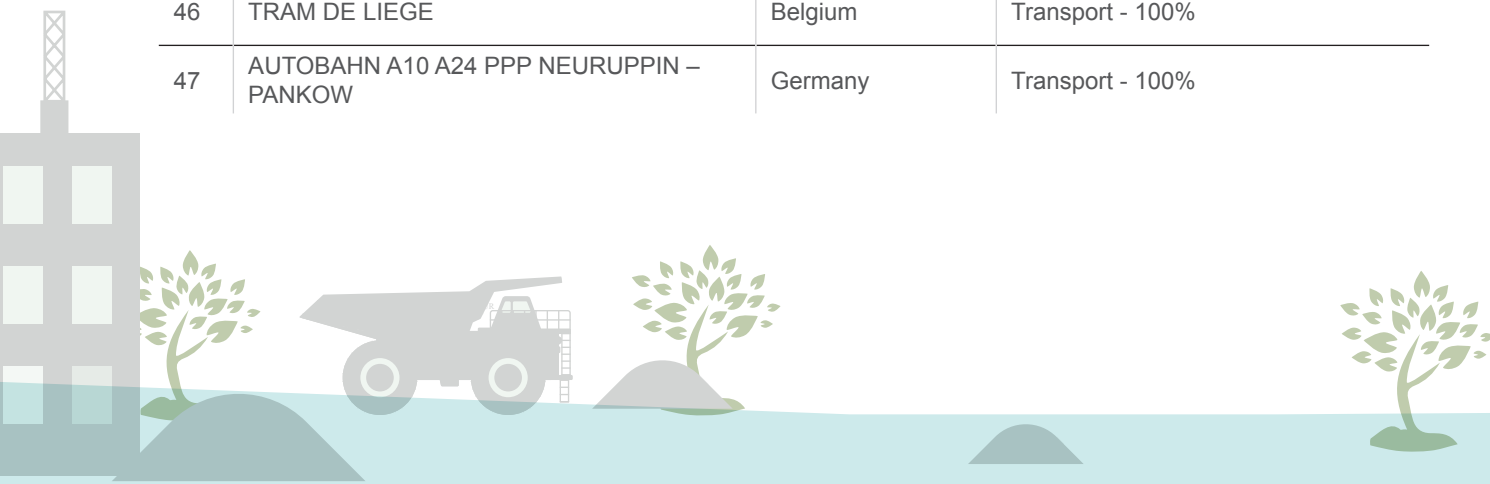 46 TRAM DE LIEGE Belgium Transport - 100%
47 AUTOBAHN A10 A24 PPP NEURUPPIN – PANKOW Germany Transport - 100%